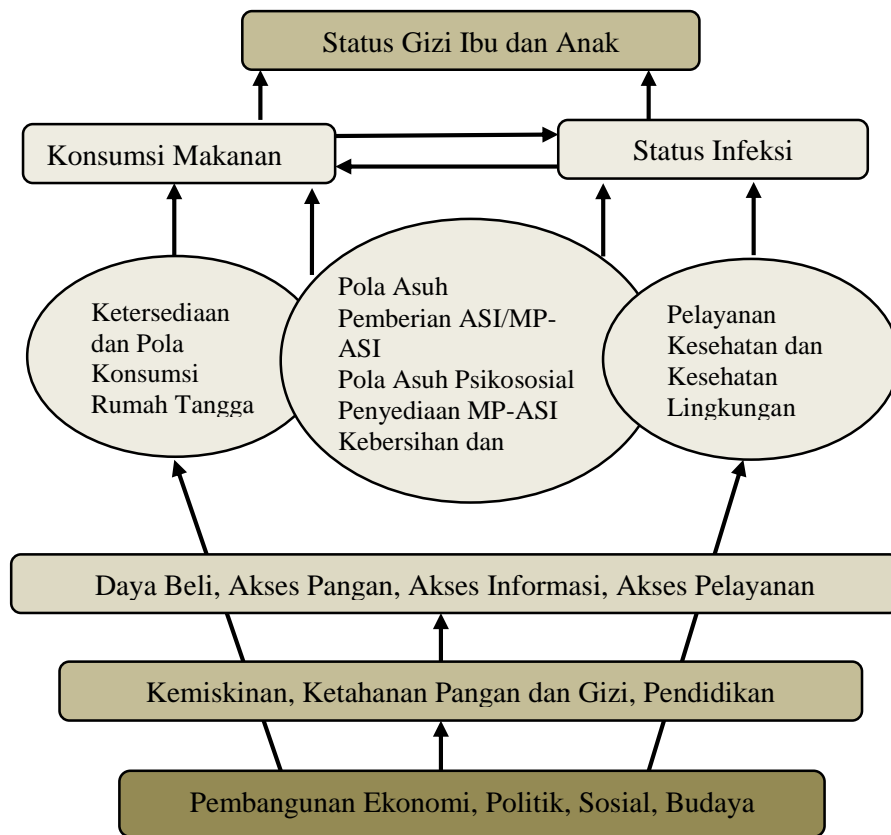 Status Gizi Ibu dan Anak
Konsumsi Makanan
Status Infeksi
Ketersediaan
dan Pola
Konsumsi
Rumah Tangga
Pola Asuh
Pemberian ASI/MP-
ASI
Pola Asuh Psikososial
Penyediaan MP-ASI
Kebersihan dan
Pelayanan
Kesehatan dan
Kesehatan
Lingkungan
Daya Beli, Akses Pangan, Akses Informasi, Akses Pelayanan
Kemiskinan, Ketahanan Pangan dan Gizi, Pendidikan
Pembangunan Ekonomi, Politik, Sosial, Budaya